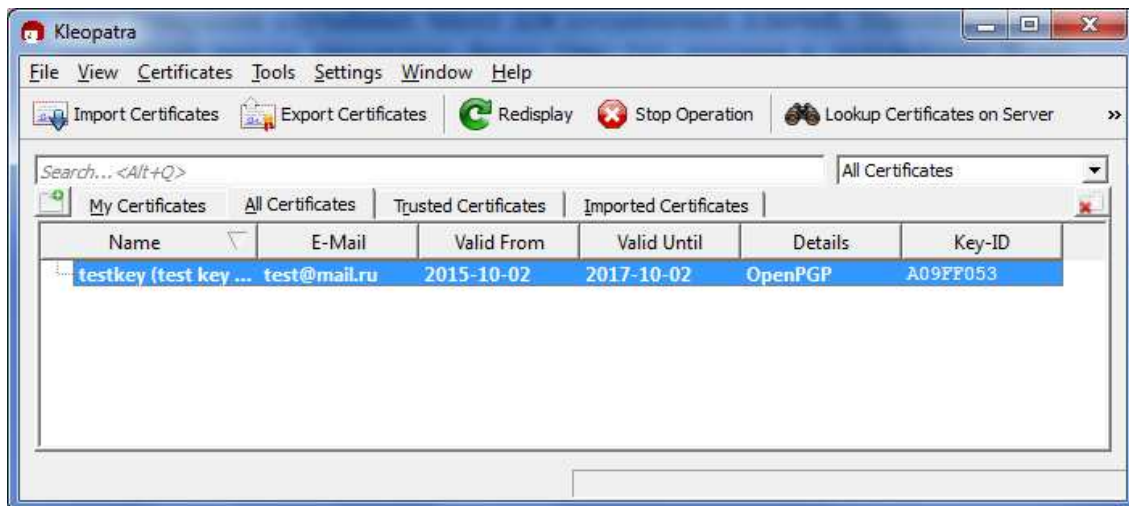 Kleopatra
File View Certificates Tools Settings Window Help
Import Certificates Export Certificates Redisplay Stop Operation Lookup Certificates on Server »
Search... <Alt+Q> All Certificates
My Certificates All Certificates Trusted Certificates Imported Certificates
Name E-Mail Valid From Valid Until Details Key-ID
testkey (test key ... test@mail.ru 2015-10-02 2017-10-02 OpenPGP A09FF053